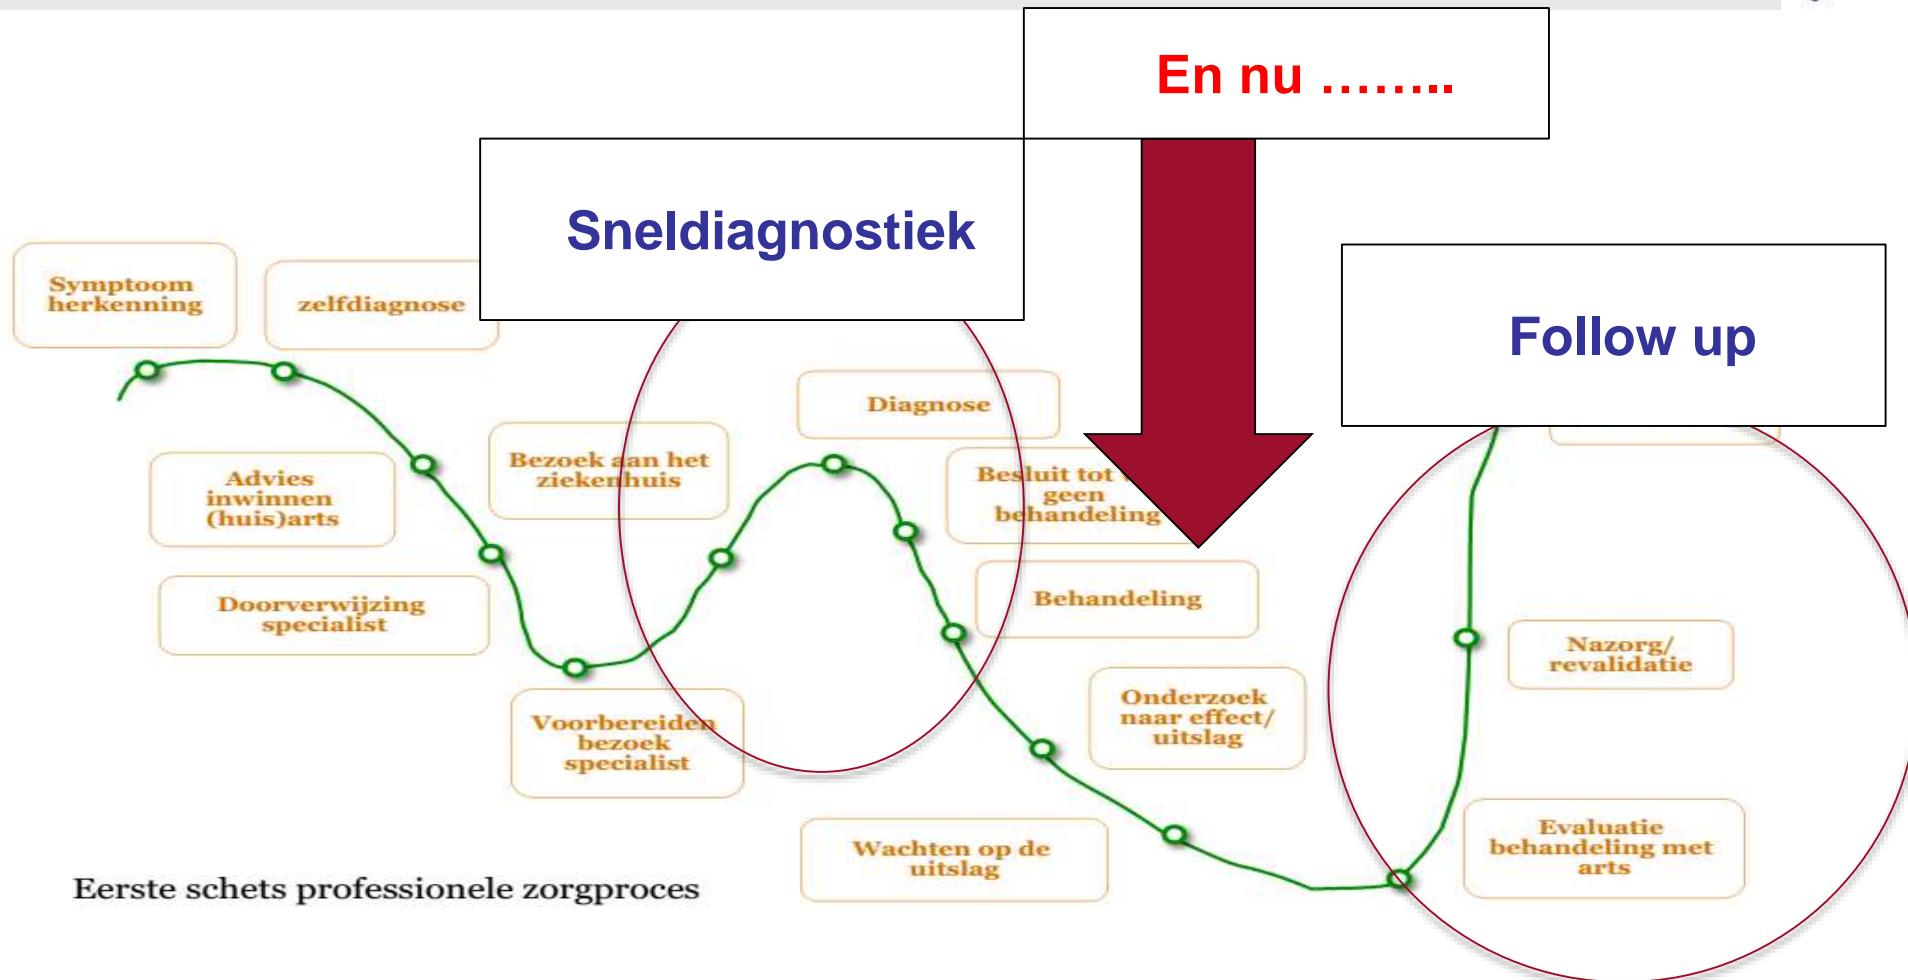 En nu ……...
Sneldiagnostiek
Follow up
Symptoom
herkenning
zelfdiagnose
Advies
inwinnen
(huis)arts
Doorverwijzing
specialist
Bezoek aan het
ziekenhuis
Voorbereiden
bezoek
specialist
Diagnose
Besluit tot
geen
behandeling
Behandeling
Onderzoek
naar effect/
uitslag
Wachten op de
uitslag
Nazorg/
revalidatie
Evaluatie
behandeling met
arts
Eerste schets professionele zorgproces